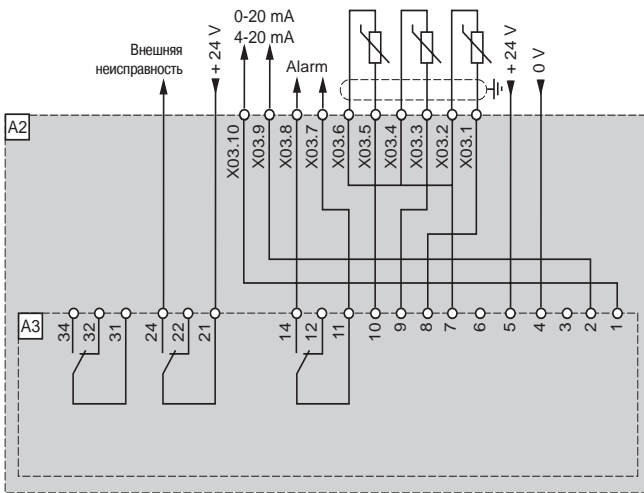 0-20 mA
4-20 mA
Внешняя
неисправность
+ 24 V
Alarm
+ 24 V
0 V
A2
X03.10
X03.9
X03.8
X03.7
X03.6
X03.5
X03.4
X03.3
X03.2
X03.1
A3
34
32
31
24
22
21
14
12
11
10
9
8
7
6
5
4
3
2
1